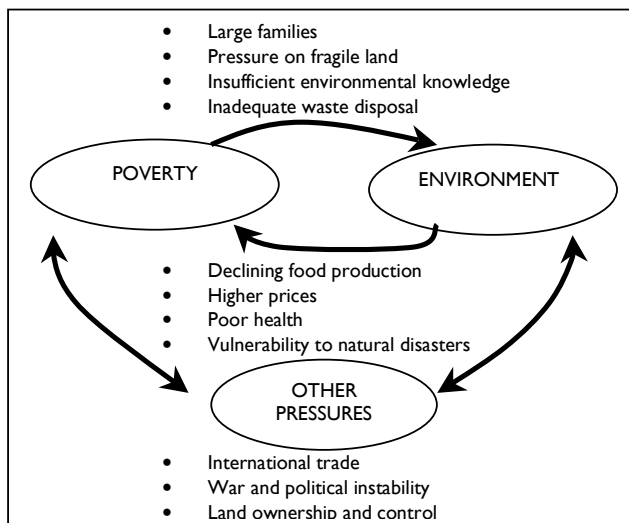 • Large families
• Pressure on fragile land
• Insufficient environmental knowledge
• Inadequate waste disposal
POVERTY
ENVIRONMENT
• Declining food production
• Higher prices
• Poor health
• Vulnerability to natural disasters
OTHER
PRESSURES
• International trade
• War and political instability
• Land ownership and control